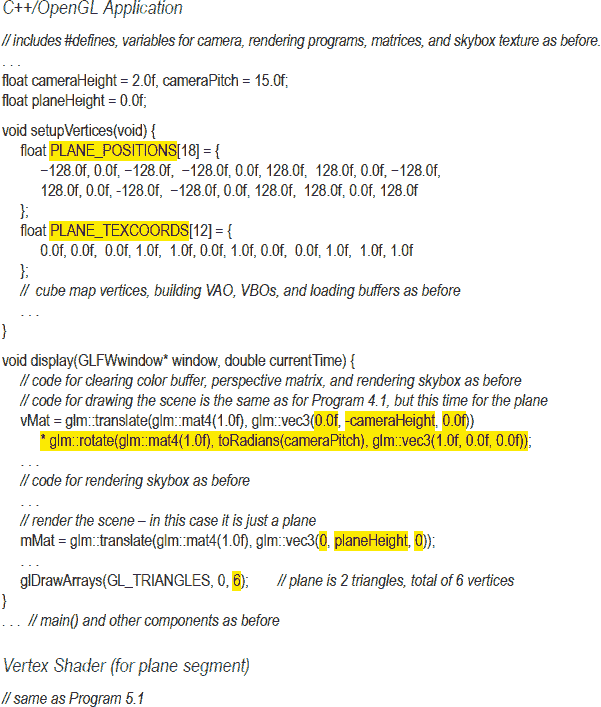 C++/OpenGL Application
// includes #defines, variables for camera, rendering programs, matrices, and skybox texture as before.
. . .
float cameraHeight = 2.0f, cameraPitch = 15.0f;
float planeHeight = 0.0f;
void setupVertices(void) {
float PLANE_POSITIONS[18] = {
−128.0f, 0.0f, −128.0f, −128.0f, 0.0f, 128.0f, 128.0f, 0.0f, −128.0f,
128.0f, 0.0f, -128.0f, −128.0f, 0.0f, 128.0f, 128.0f, 0.0f, 128.0f
};
float PLANE_TEXCOORDS[12] = {
0.0f, 0.0f, 0.0f, 1.0f, 1.0f, 0.0f, 1.0f, 0.0f, 0.0f, 1.0f, 1.0f, 1.0f
};
// cube map vertices, building VAO, VBOs, and loading buffers as before
. . .
}
void display(GLFWwindow* window, double currentTime) {
// code for clearing color buffer, perspective matrix, and rendering skybox as before
// code for drawing the scene is the same as for Program 4.1, but this time for the plane
vMat = glm::translate(glm::mat4(1.0f), glm::vec3(0.0f, -cameraHeight, 0.0f))
* glm::rotate(glm::mat4(1.0f), toRadians(cameraPitch), glm::vec3(1.0f, 0.0f, 0.0f));
. . .
// code for rendering skybox as before
. . .
// render the scene – in this case it is just a plane
mMat = glm::translate(glm::mat4(1.0f), glm::vec3(0, planeHeight, 0));
. . .
glDrawArrays(GL_TRIANGLES, 0, 6); // plane is 2 triangles, total of 6 vertices
}
. . . // main() and other components as before
Vertex Shader (for plane segment)
// same as Program 5.1